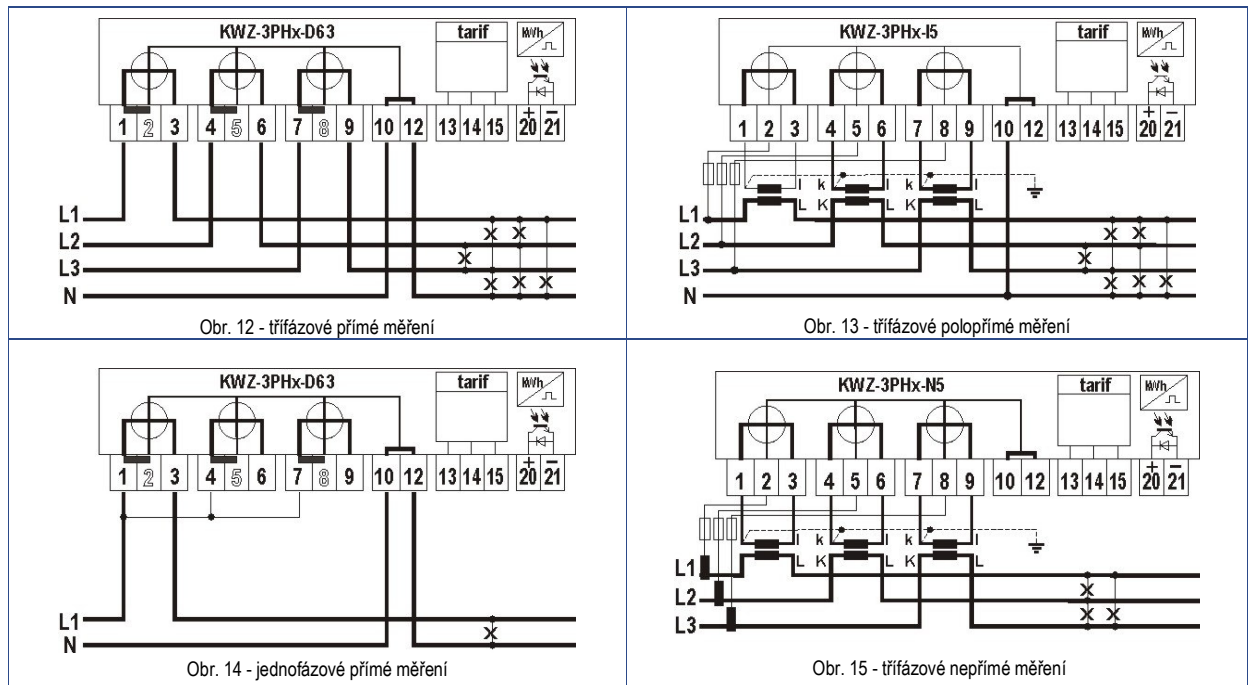 KWZ-3PHx-D63 tarif kWh
1 2 3 4 5 6 7 8 9 10 12 13 14 15 + 20 − 21
L1
L2
L3
N
Obr. 12 - třífázové přímé měření
KWZ-3PHx-I5 tarif kWh
1 2 3 4 5 6 7 8 9 10 12 13 14 15 + 20 − 21
l k l k l
L K L K L
L1
L2
L3
N
Obr. 13 - třífázové polopřímé měření
KWZ-3PHx-D63 tarif kWh
1 2 3 4 5 6 7 8 9 10 12 13 14 15 + 20 − 21
L1
N
Obr. 14 - jednofázové přímé měření
KWZ-3PHx-N5 tarif kWh
1 2 3 4 5 6 7 8 9 10 12 13 14 15 + 20 − 21
l k l k l
L K L K L
L1
L2
L3
Obr. 15 - třífázové nepřímé měření